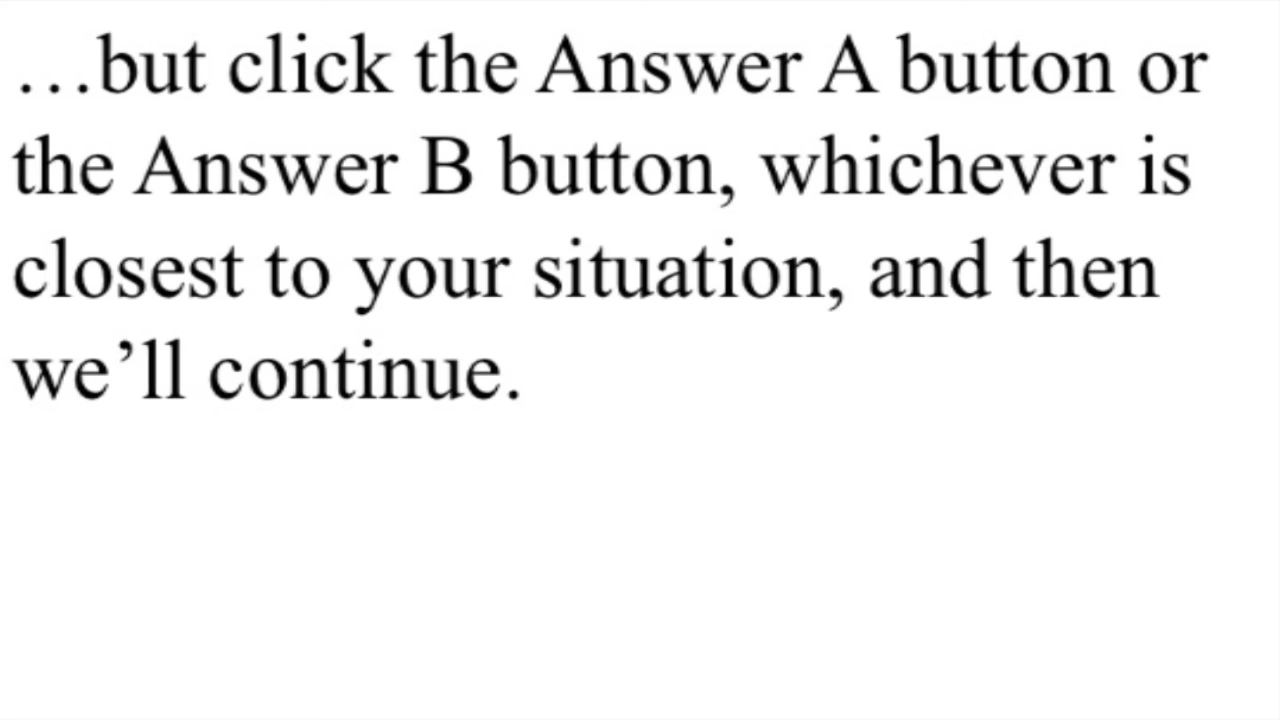 …but click the Answer A button or
the Answer B button, whichever is
closest to your situation, and then
we’ll continue.